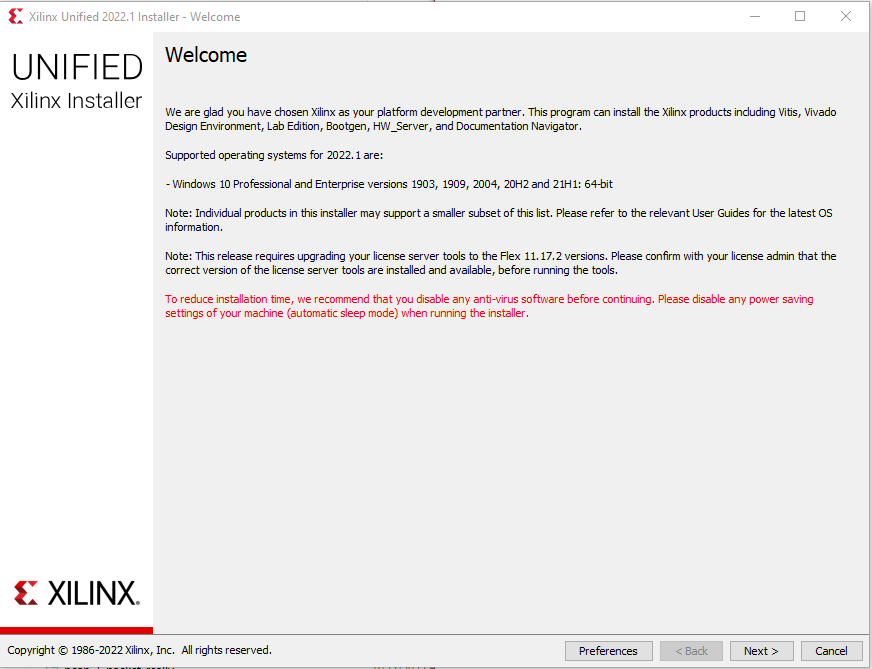 Xilinx Unified 2022.1 Installer - Welcome
UNIFIED
Xilinx Installer
Welcome
We are glad you have chosen Xilinx as your platform development partner. This program can install the Xilinx products including Vitis, Vivado
Design Environment, Lab Edition, Bootgen, HW_Server, and Documentation Navigator.
Supported operating systems for 2022.1 are:
- Windows 10 Professional and Enterprise versions 1903, 1909, 2004, 20H2 and 21H1: 64-bit
Note: Individual products in this installer may support a smaller subset of this list. Please refer to the relevant User Guides for the latest OS
information.
Note: This release requires upgrading your license server tools to the Flex 11.17.2 versions. Please confirm with your license admin that the
correct version of the license server tools are installed and available, before running the tools.
To reduce installation time, we recommend that you disable any anti-virus software before continuing. Please disable any power saving
settings of your machine (automatic sleep mode) when running the installer.
XILINX.
Copyright © 1986-2022 Xilinx, Inc. All rights reserved.
Preferences
< Back
Next >
Cancel